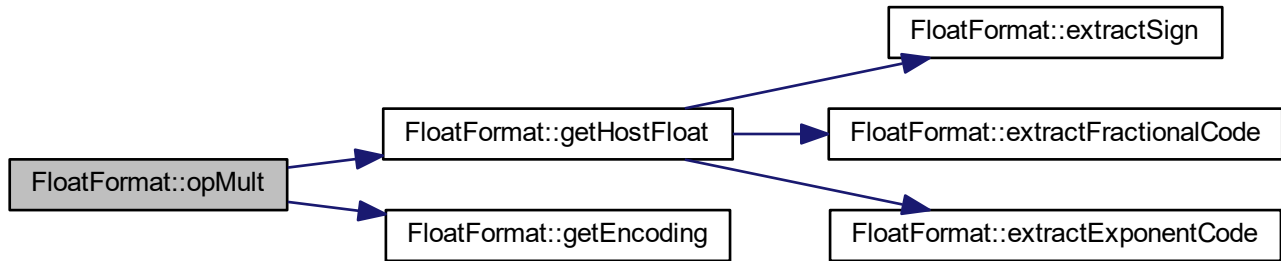 FloatFormat::extractSign
FloatFormat::getHostFloat
FloatFormat::extractFractionalCode
FloatFormat::opMult
FloatFormat::getEncoding
FloatFormat::extractExponentCode